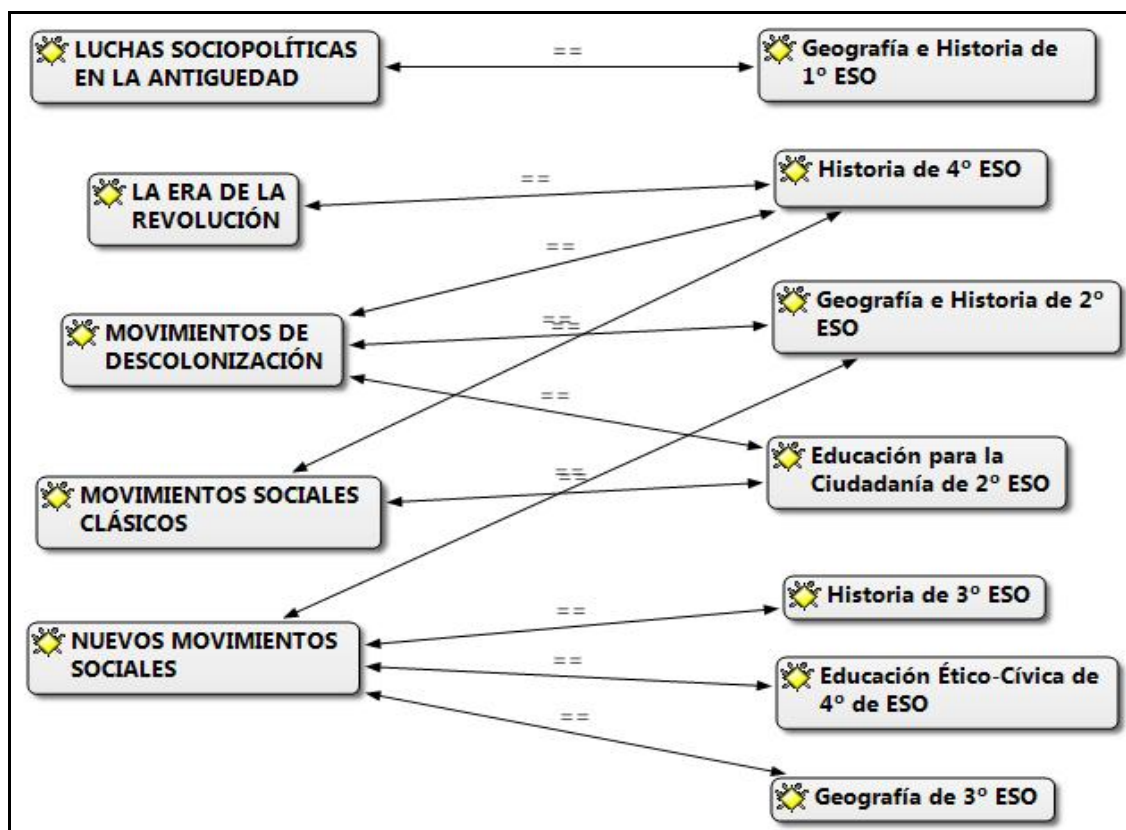 LUCHAS SOCIOPOLÍTICAS
EN LA ANTIGUEDAD
==
Geografía e Historia de
1º ESO
LA ERA DE LA
REVOLUCIÓN
==
Historia de 4º ESO
==
MOVIMIENTOS DE
DESCOLONIZACIÓN
==
==
Geografía e Historia de 2º
ESO
==
MOVIMIENTOS SOCIALES
CLÁSICOS
==
==
Educación para la
Ciudadanía de 2º ESO
NUEVOS MOVIMIENTOS
SOCIALES
==
Historia de 3º ESO
==
Educación Ético-Cívica de
4º de ESO
==
Geografía de 3º ESO